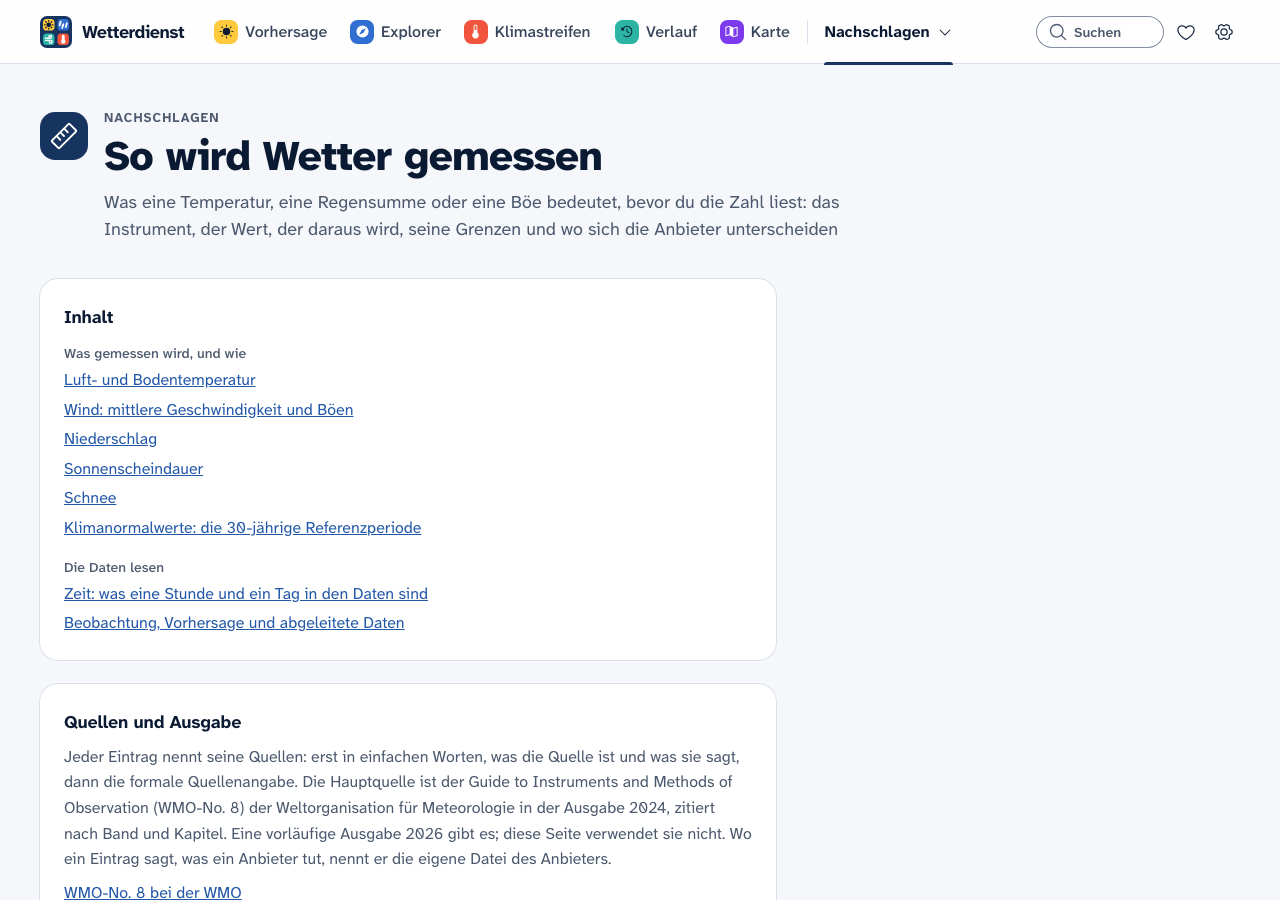 Wetterdienst
Vorhersage
Explorer
Klimastreifen
Verlauf
Karte
Nachschlagen
Suchen
NACHSCHLAGEN
So wird Wetter gemessen
Was eine Temperatur, eine Regensumme oder eine Böe bedeutet, bevor du die Zahl liest: das
Instrument, der Wert, der daraus wird, seine Grenzen und wo sich die Anbieter unterscheiden
Inhalt
Was gemessen wird, und wie
Luft- und Bodentemperatur
Wind: mittlere Geschwindigkeit und Böen
Niederschlag
Sonnenscheindauer
Schnee
Klimanormalwerte: die 30-jährige Referenzperiode
Die Daten lesen
Zeit: was eine Stunde und ein Tag in den Daten sind
Beobachtung, Vorhersage und abgeleitete Daten
Quellen und Ausgabe
Jeder Eintrag nennt seine Quellen: erst in einfachen Worten, was die Quelle ist und was sie sagt,
dann die formale Quellenangabe. Die Hauptquelle ist der Guide to Instruments and Methods of
Observation (WMO-No. 8) der Weltorganisation für Meteorologie in der Ausgabe 2024, zitiert
nach Band und Kapitel. Eine vorläufige Ausgabe 2026 gibt es; diese Seite verwendet sie nicht. Wo
ein Eintrag sagt, was ein Anbieter tut, nennt er die eigene Datei des Anbieters.
WMO-No. 8 bei der WMO